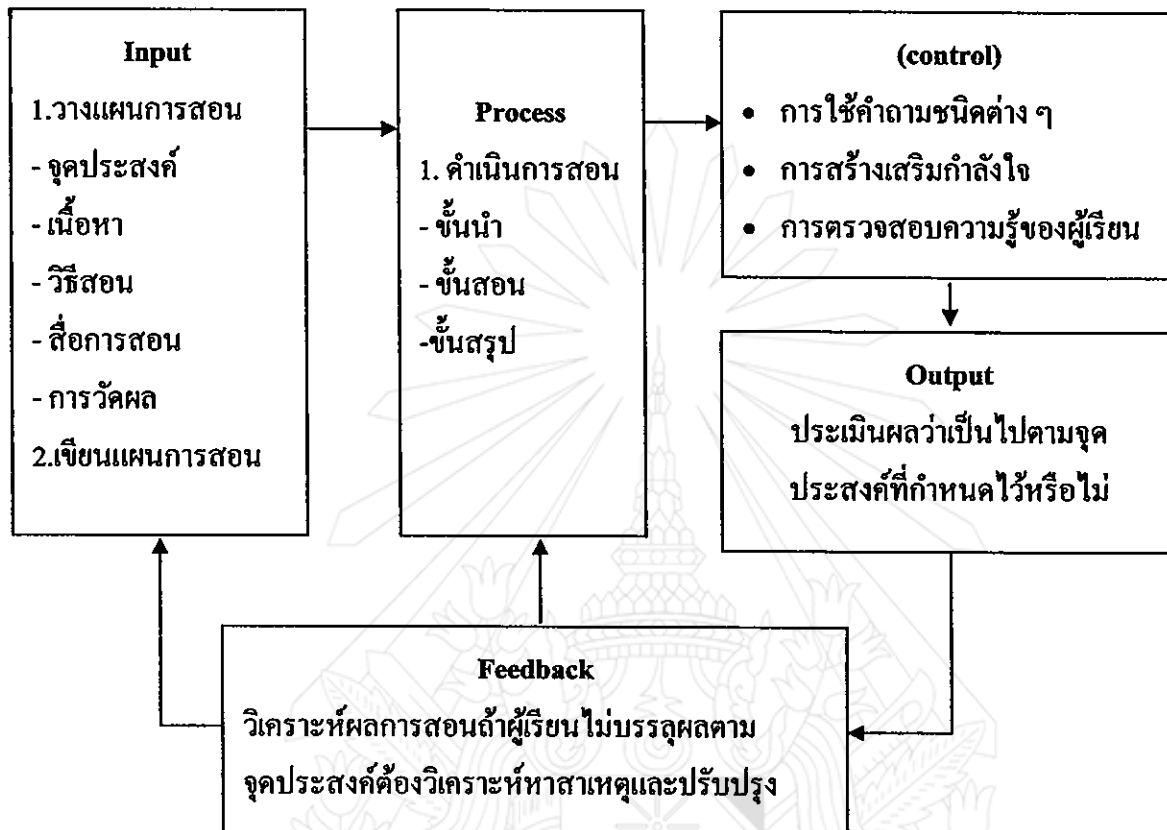 Input
1.วางแผนการสอน
- จุดประสงค์
- เนื้อหา
- วิธีสอน
- สื่อการสอน
- การวัดผล
2.เขียนแผนการสอน
Process
1. ดำเนินการสอน
- ขั้นนำ
- ขั้นสอน
-ขั้นสรุป
(control)
• การใช้คำถามชนิดต่าง ๆ
• การสร้างเสริมกำลังใจ
• การตรวจสอบความรู้ของผู้เรียน
Output
ประเมินผลว่าเป็นไปตามจุด
ประสงค์ที่กำหนดไว้หรือไม่
Feedback
วิเคราะห์ผลการสอนถ้าผู้เรียนไม่บรรลุผลตาม
จุดประสงค์ต้องวิเคราะห์หาสาเหตุและปรับปรุง